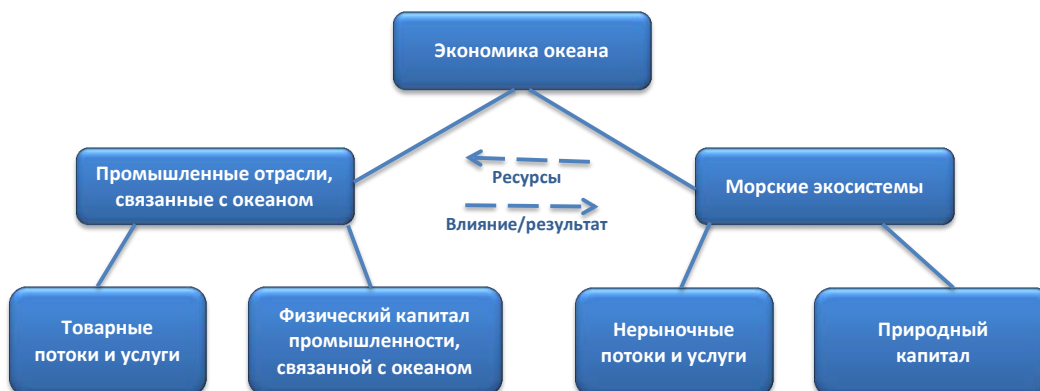 Экономика океана
Промышленные отрасли,
связанные с океаном
Ресурсы
Влияние/результат
Морские экосистемы
Товарные
потоки и услуги
Физический капитал
промышленности,
связанной с океаном
Нерыночные
потоки и услуги
Природный
капитал